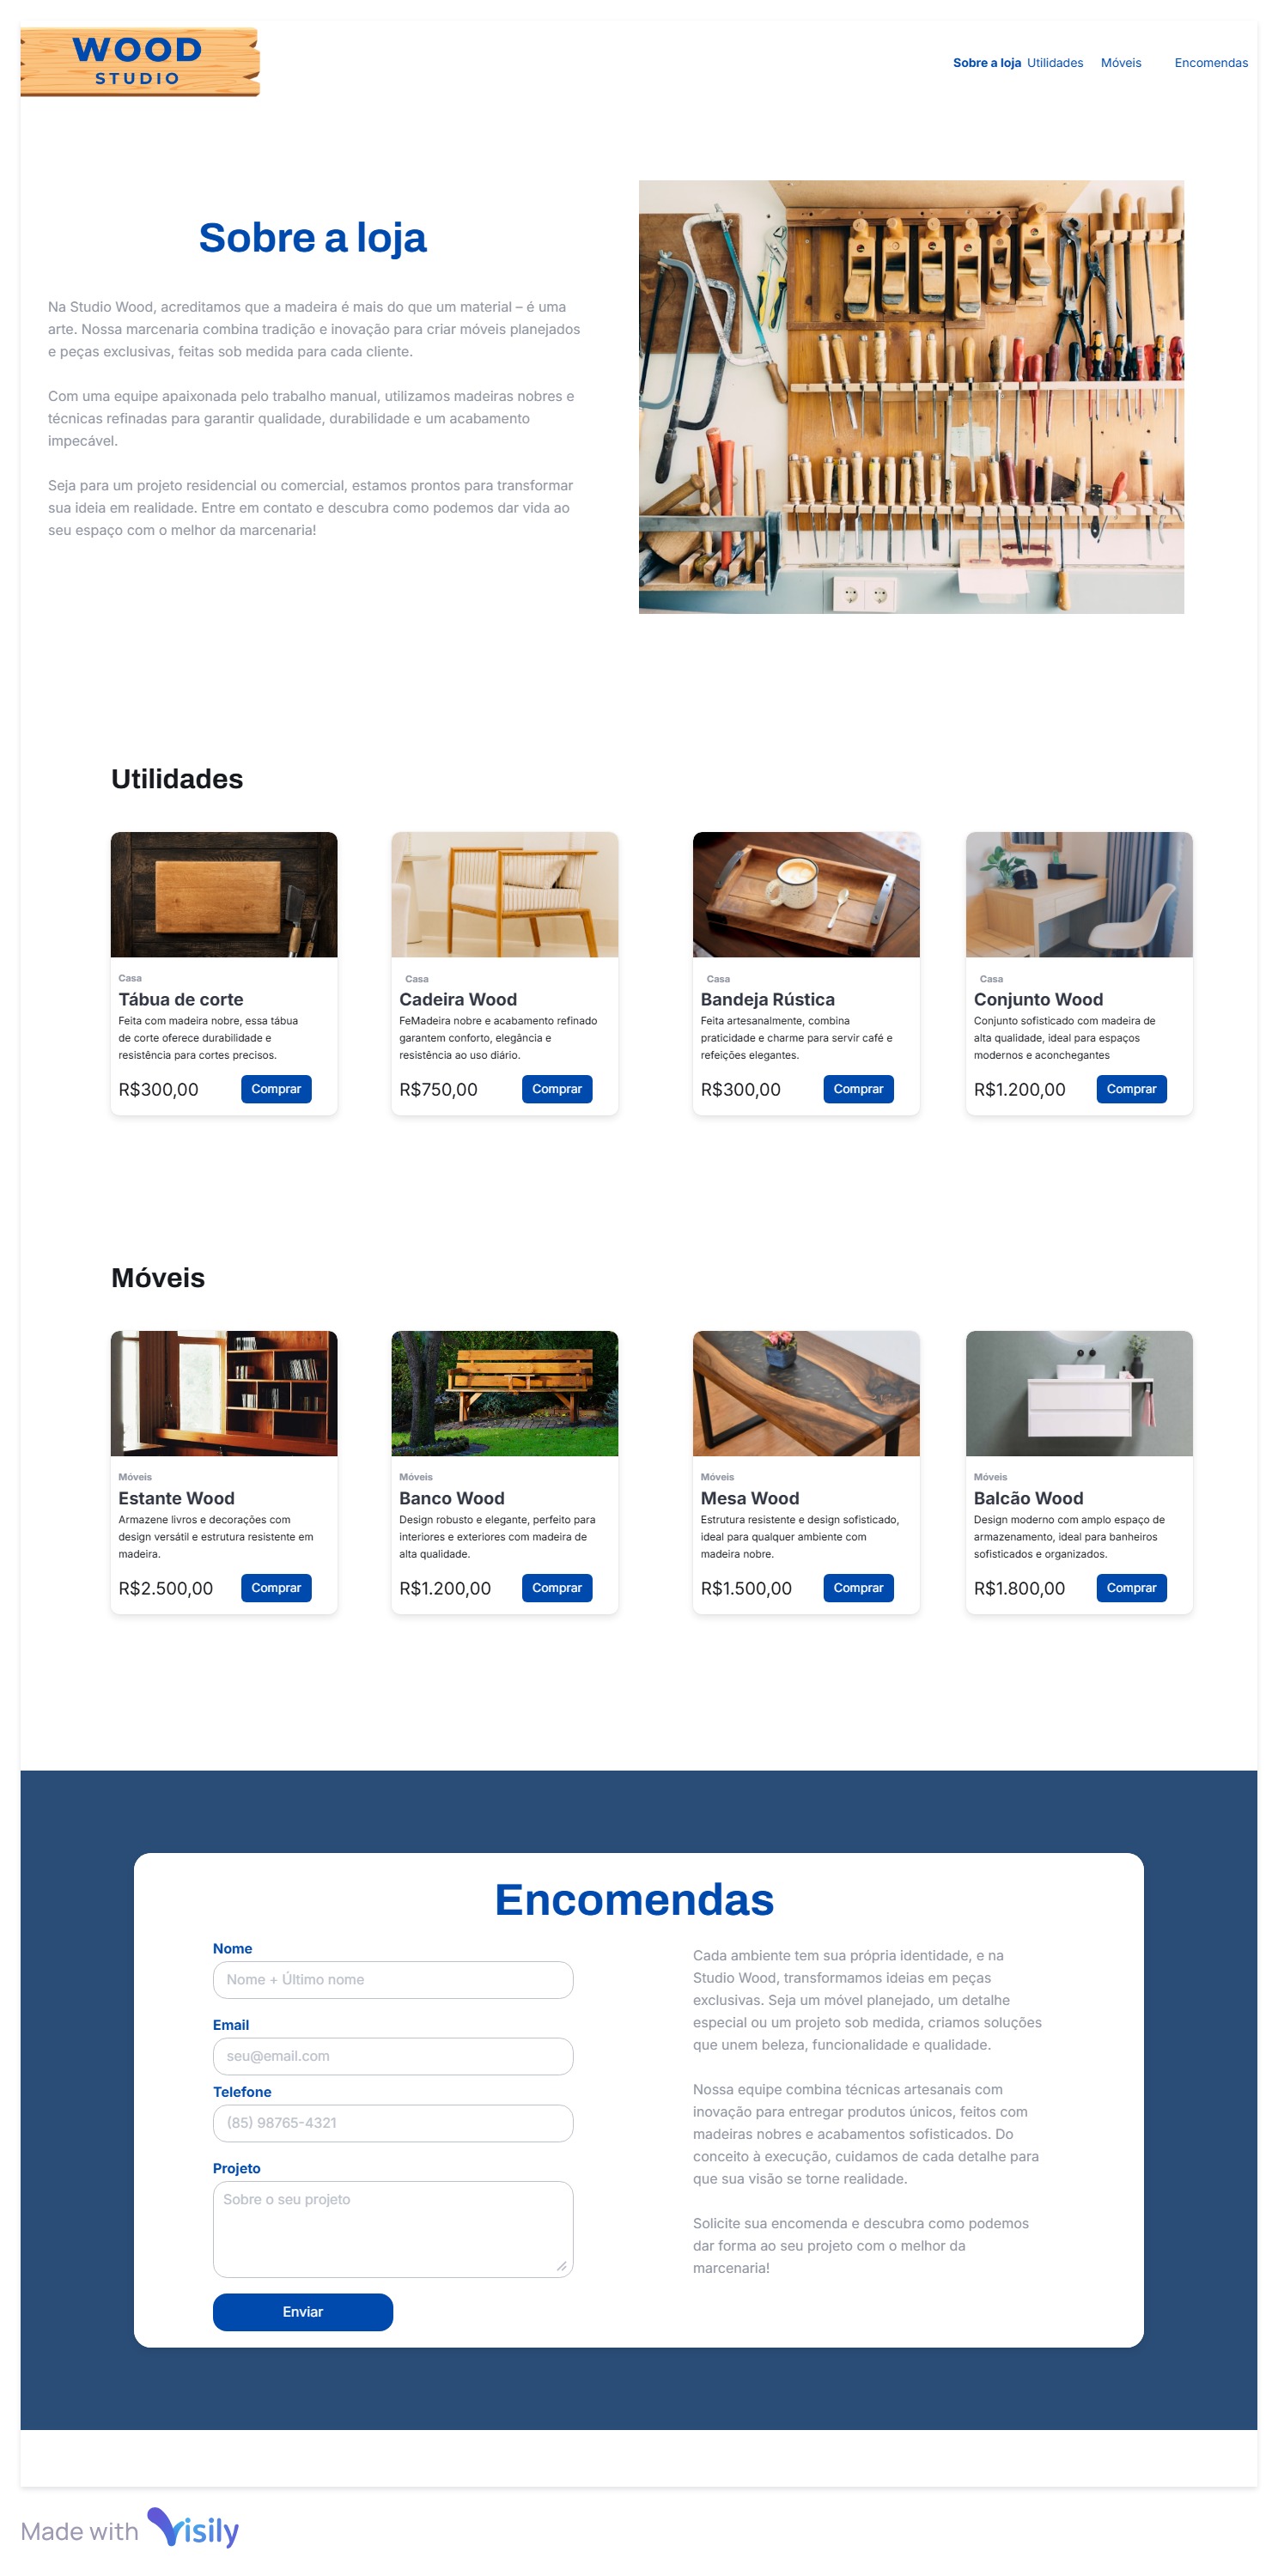 WOOD
STUDIO
Sobre a loja Utilidades Móveis Encomendas
Sobre a loja
Na Studio Wood, acreditamos que a madeira é mais do que um material – é uma
arte. Nossa marcenaria combina tradição e inovação para criar móveis planejados
e peças exclusivas, feitas sob medida para cada cliente.
Com uma equipe apaixonada pelo trabalho manual, utilizamos madeiras nobres e
técnicas refinadas para garantir qualidade, durabilidade e um acabamento
impecável.
Seja para um projeto residencial ou comercial, estamos prontos para transformar
sua ideia em realidade. Entre em contato e descubra como podemos dar vida ao
seu espaço com o melhor da marcenaria!
Utilidades
Casa
Tábua de corte
Feita com madeira nobre, essa tábua
de corte oferece durabilidade e
resistência para cortes precisos.
R$300,00 Comprar
Casa
Cadeira Wood
FeMadeira nobre e acabamento refinado
garantem conforto, elegância e
resistência ao uso diário.
R$750,00 Comprar
Casa
Bandeja Rústica
Feita artesanalmente, combina
praticidade e charme para servir café e
refeições elegantes.
R$300,00 Comprar
Casa
Conjunto Wood
Conjunto sofisticado com madeira de
alta qualidade, ideal para espaços
modernos e aconchegantes
R$1.200,00 Comprar
Móveis
Móveis
Estante Wood
Armazene livros e decorações com
design versátil e estrutura resistente em
madeira.
R$2.500,00 Comprar
Móveis
Banco Wood
Design robusto e elegante, perfeito para
interiores e exteriores com madeira de
alta qualidade.
R$1.200,00 Comprar
Móveis
Mesa Wood
Estrutura resistente e design sofisticado,
ideal para qualquer ambiente com
madeira nobre.
R$1.500,00 Comprar
Móveis
Balcão Wood
Design moderno com amplo espaço de
armazenamento, ideal para banheiros
sofisticados e organizados.
R$1.800,00 Comprar
Encomendas
Nome
Nome + Último nome
Email
seu@email.com
Telefone
(85) 98765-4321
Projeto
Sobre o seu projeto
Enviar
Cada ambiente tem sua própria identidade, e na
Studio Wood, transformamos ideias em peças
exclusivas. Seja um móvel planejado, um detalhe
especial ou um projeto sob medida, criamos soluções
que unem beleza, funcionalidade e qualidade.
Nossa equipe combina técnicas artesanais com
inovação para entregar produtos únicos, feitos com
madeiras nobres e acabamentos sofisticados. Do
conceito à execução, cuidamos de cada detalhe para
que sua visão se torne realidade.
Solicite sua encomenda e descubra como podemos
dar forma ao seu projeto com o melhor da
marcenaria!
Made with Visily